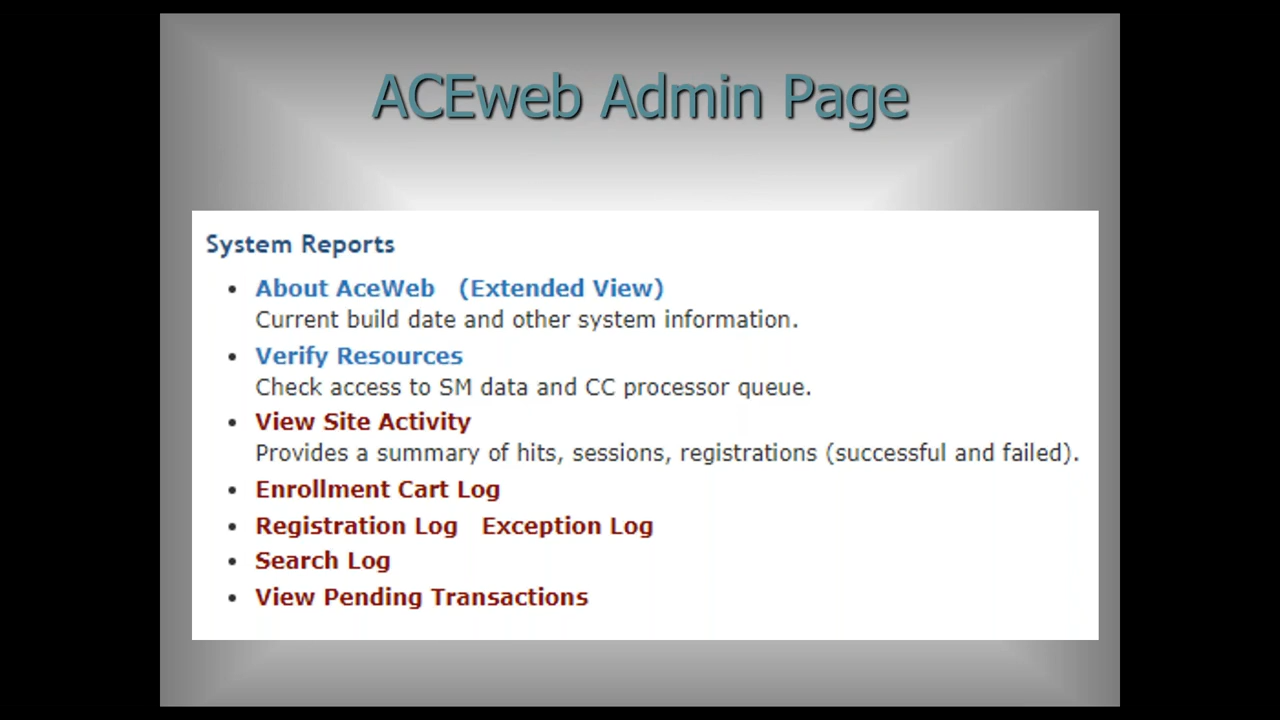 ACEweb Admin Page
System Reports
• About AceWeb (Extended View)
Current build date and other system information.
• Verify Resources
Check access to SM data and CC processor queue.
• View Site Activity
Provides a summary of hits, sessions, registrations (successful and failed).
• Enrollment Cart Log
• Registration Log Exception Log
• Search Log
• View Pending Transactions